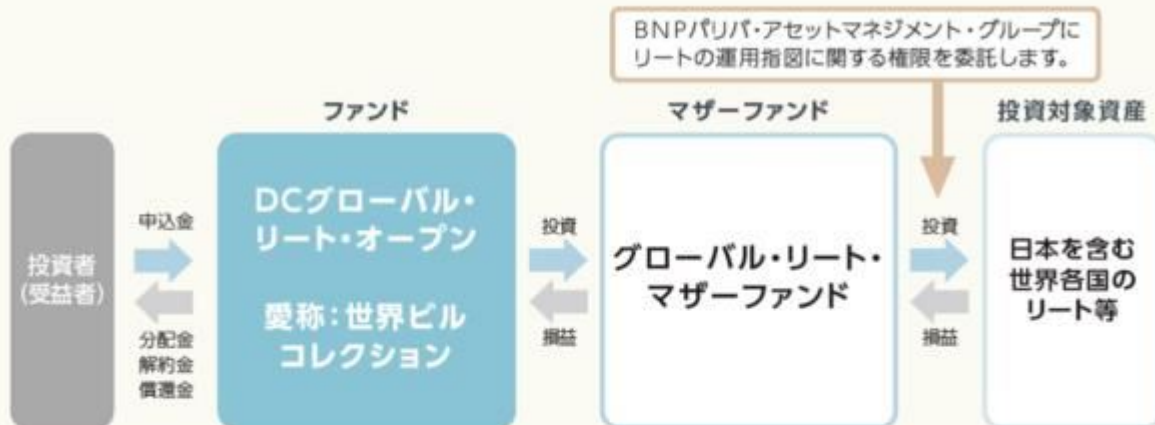 BNPパリバ・アセットマネジメント・グループに
リートの運用指図に関する権限を委託します。
ファンド
マザーファンド
投資対象資産
投資者
(受益者)
申込金
分配金
解約金
償還金
DCグローバル・
リート・オープン
愛称:世界ビル
コレクション
投資
損益
グローバル・リート・
マザーファンド
投資
損益
日本を含む
世界各国の
リート等